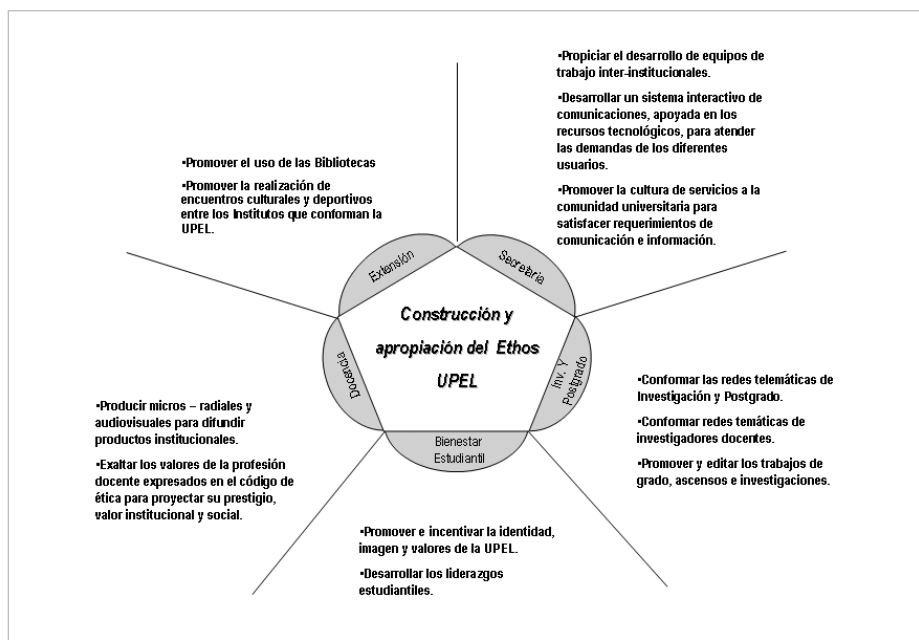 •Propiciar el desarrollo de equipos de
trabajo inter-institucionales.
•Desarrollar un sistema interactivo de
comunicaciones, apoyada en los
recursos tecnológicos, para atender
las demandas de los diferentes
usuarios.
•Promover la cultura de servicios a la
comunidad universitaria para
satisfacer requerimientos de
comunicación e información.
•Promover el uso de las Bibliotecas
•Promover la realización de
encuentros culturales y deportivos
entre los Institutos que conforman la
UPEL.
Extensión
Secretaria
Construcción y
apropiación del Ethos
UPEL
Docencia
Inv. Y
Postgrado
Bienestar
Estudiantil
•Producir micros – radiales y
audiovisuales para difundir
productos institucionales.
•Exaltar los valores de la profesión
docente expresados en el código de
ética para proyectar su prestigio,
valor institucional y social.
•Conformar las redes telemáticas de
Investigación y Postgrado.
•Conformar redes temáticas de
investigadores docentes.
•Promover y editar los trabajos de
grado, ascensos e investigaciones.
•Promover e incentivar la identidad,
imagen y valores de la UPEL.
•Desarrollar los liderazgos
estudiantiles.